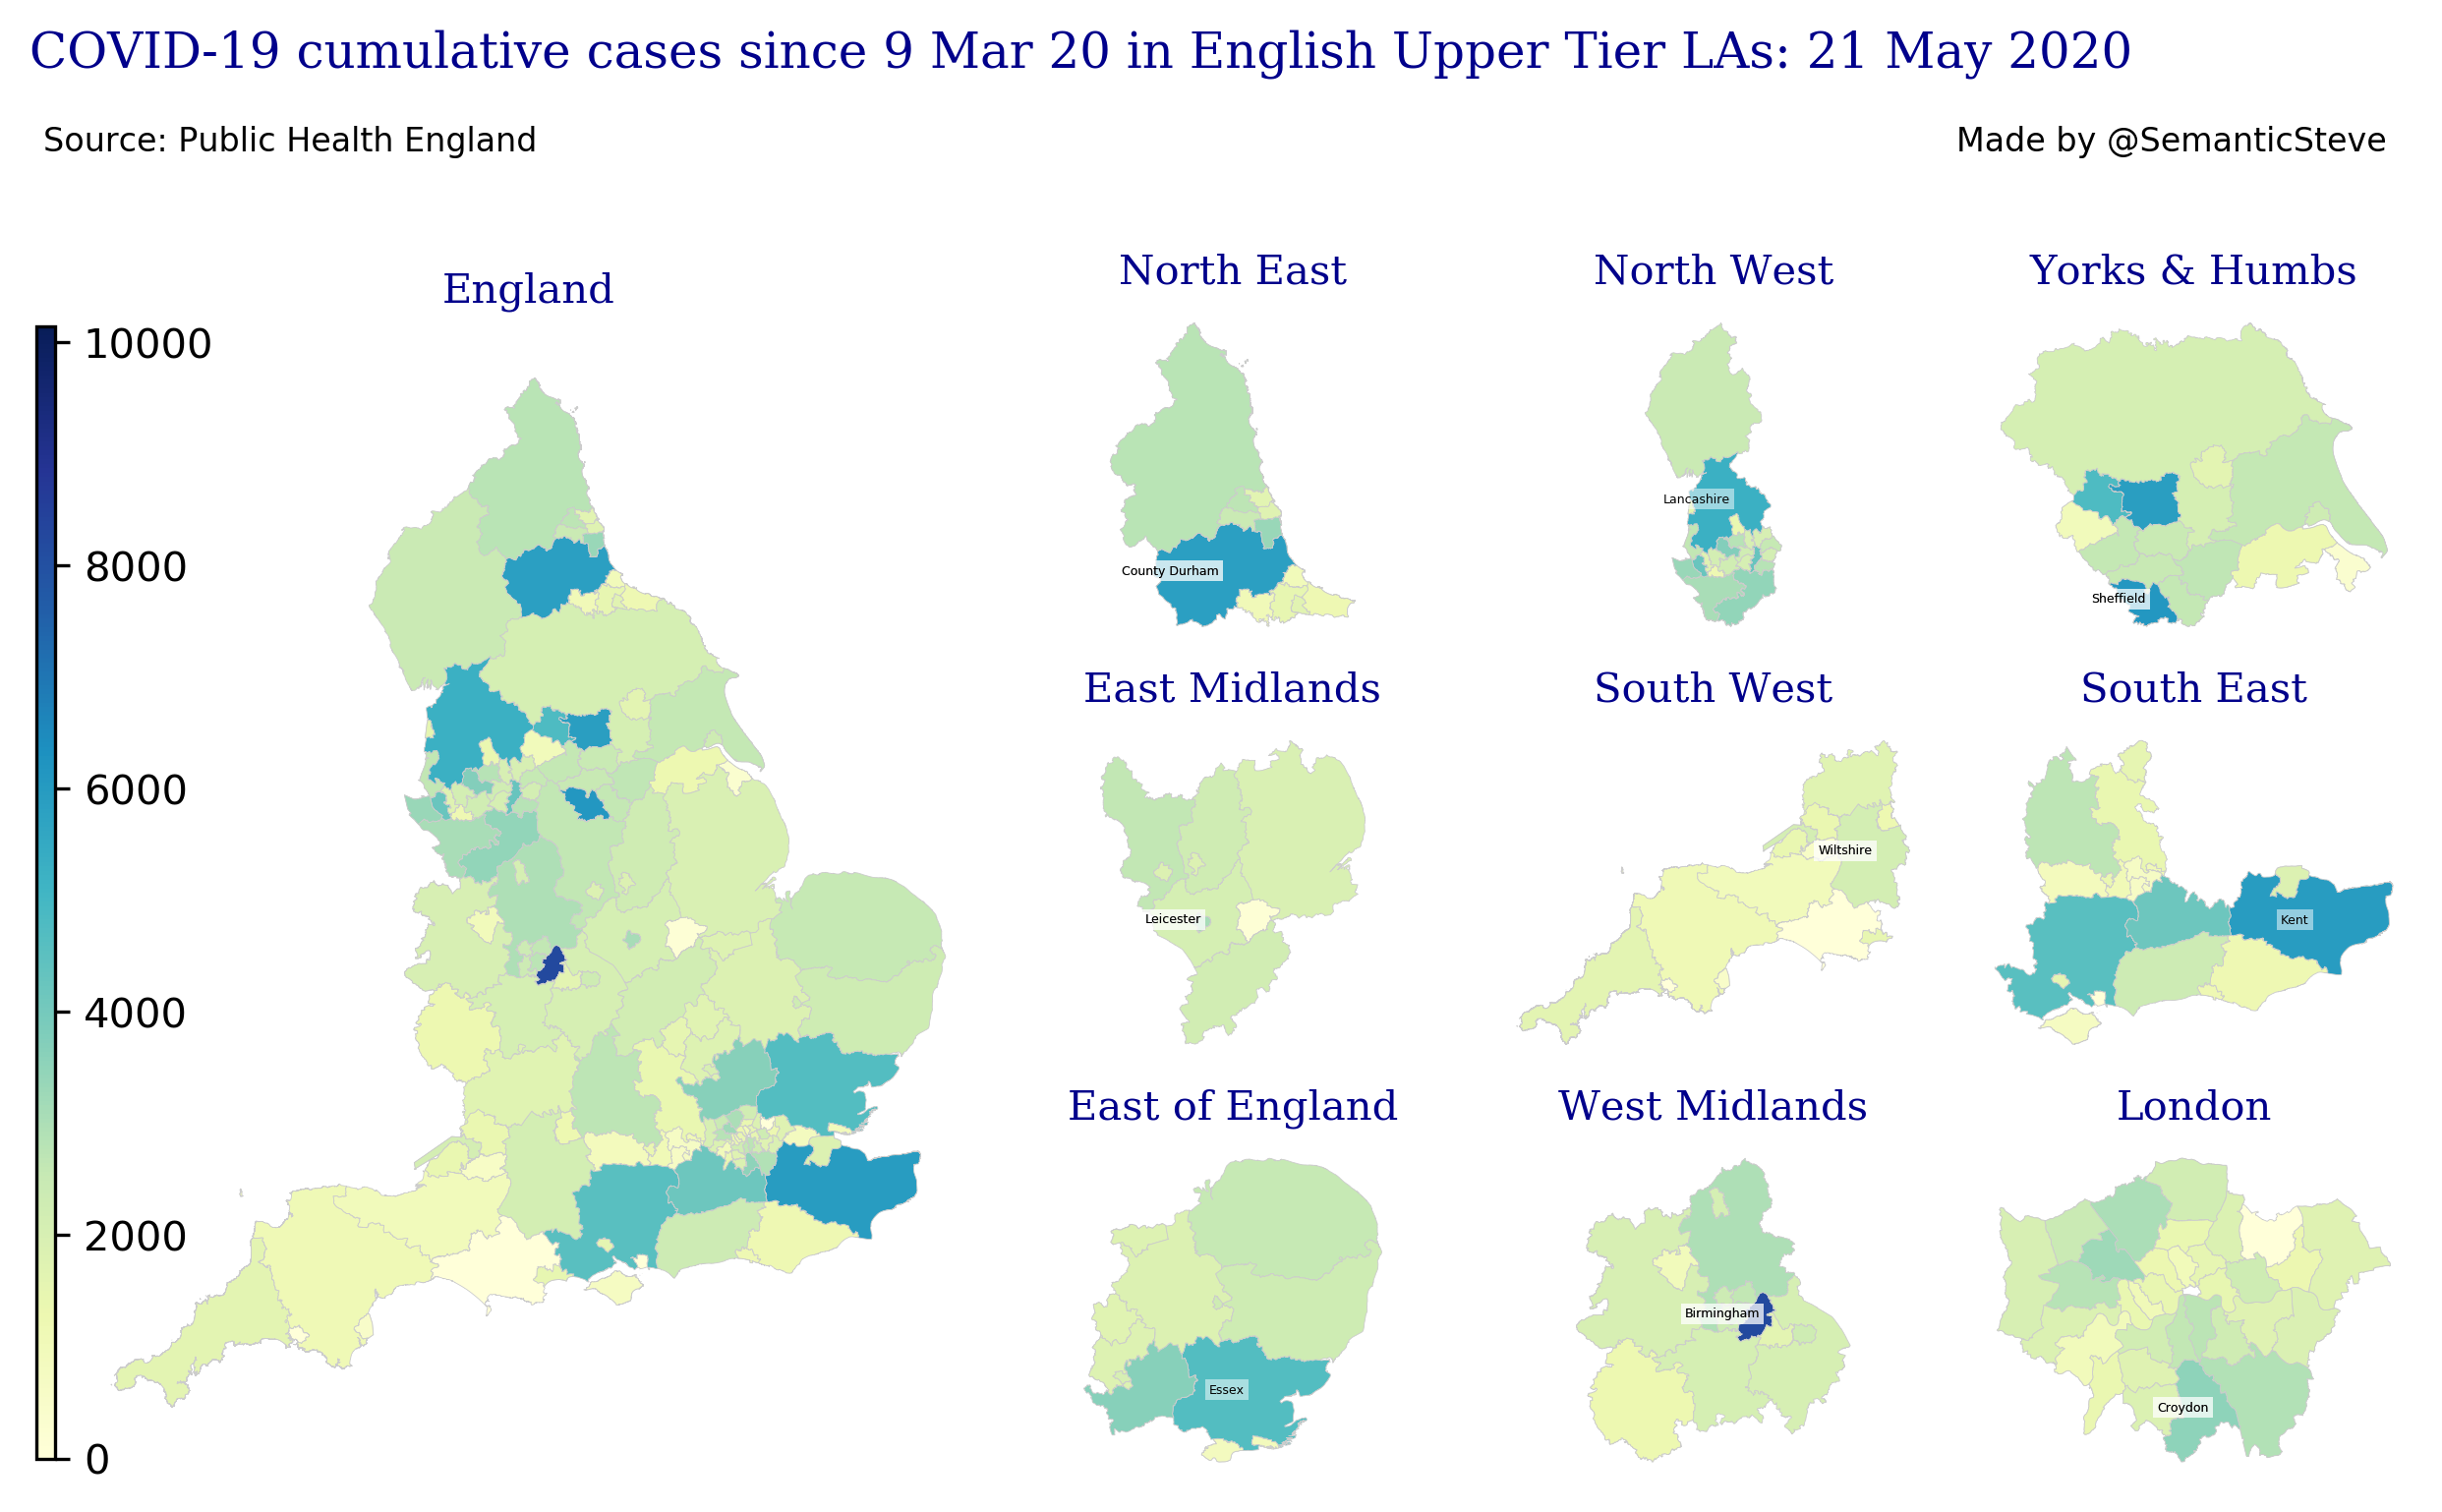 COVID-19 cumulative cases since 9 Mar 20 in English Upper Tier LAs: 21 May 2020
Source: Public Health England
Made by @SemanticSteve
England
10000
8000
6000
4000
2000
0
North East
County Durham
North West
Lancashire
Yorks & Humbs
Sheffield
East Midlands
Leicester
South West
Wiltshire
South East
Kent
East of England
Essex
West Midlands
Birmingham
London
Croydon